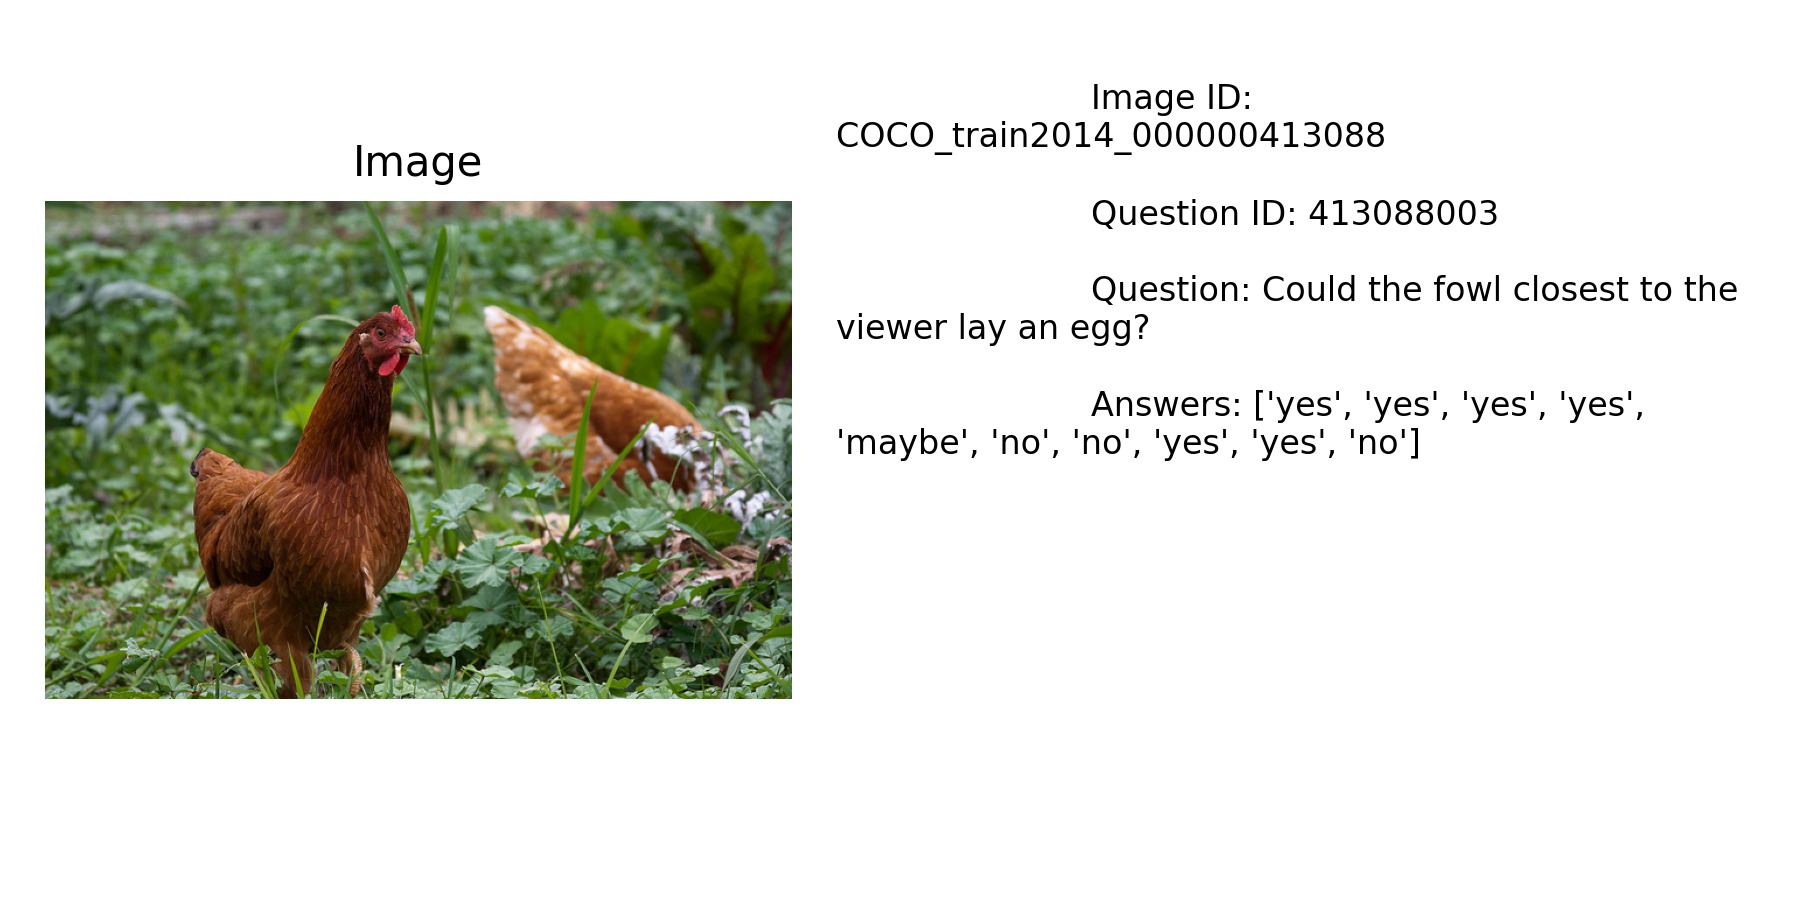 Image
Image ID:
COCO_train2014_000000413088
Question ID: 413088003
Question: Could the fowl closest to the
viewer lay an egg?
Answers: ['yes', 'yes', 'yes', 'yes',
'maybe', 'no', 'no', 'yes', 'yes', 'no']